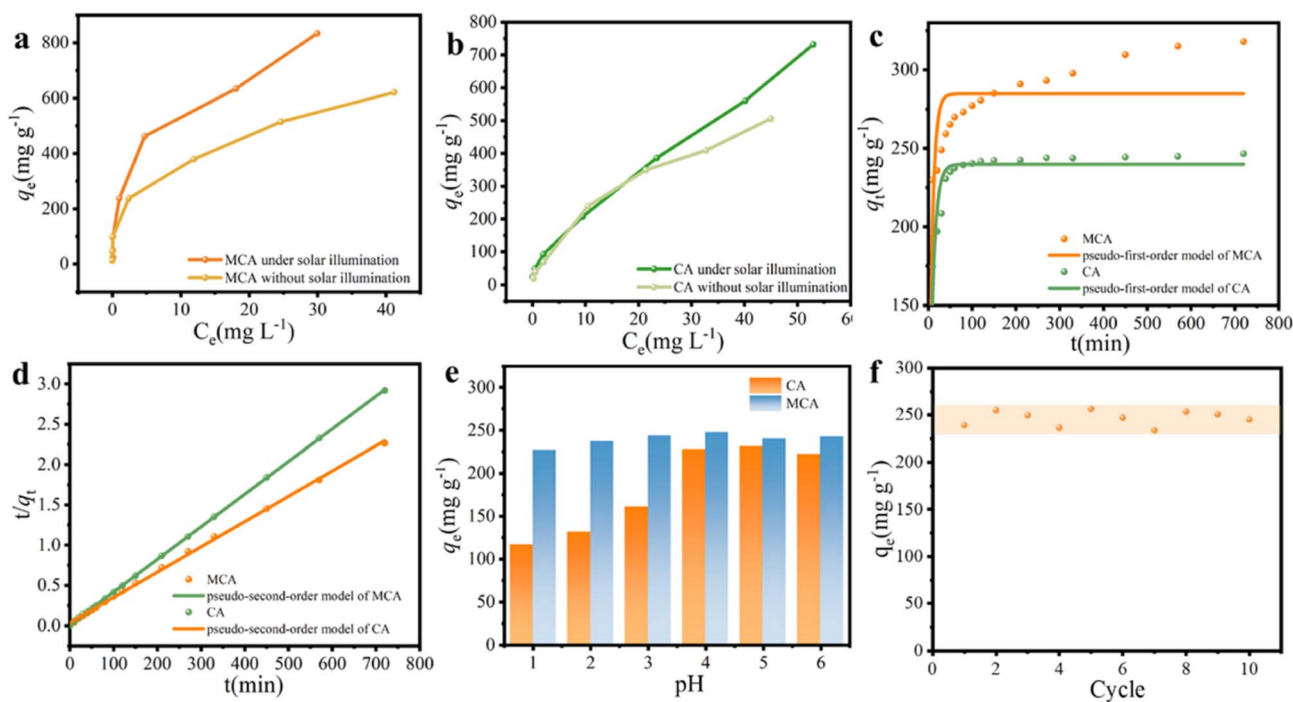 a
qe(mg g-1)
800
600
400
200
0
MCA under solar illumination
MCA without solar illumination
0 10 20 30 40
Ce(mg L-1)
b
qe(mg g-1)
800
700
600
500
400
300
200
100
0
CA under solar illumination
CA without solar illumination
0 10 20 30 40 50 60
Ce(mg L-1)
c
qt(mg g-1)
300
250
200
150
MCA
pseudo-first-order model of MCA
CA
pseudo-first-order model of CA
0 100 200 300 400 500 600 700 800
t(min)
d
t/qt
3.0
2.5
2.0
1.5
1.0
0.5
0.0
MCA
pseudo-second-order model of MCA
CA
pseudo-second-order model of CA
0 100 200 300 400 500 600 700 800
t(min)
e
qe(mg g-1)
300
250
200
150
100
50
0
CA
MCA
1 2 3 4 5 6
pH
f
qe(mg g-1)
300
250
200
150
100
50
0
0 2 4 6 8 10
Cycle